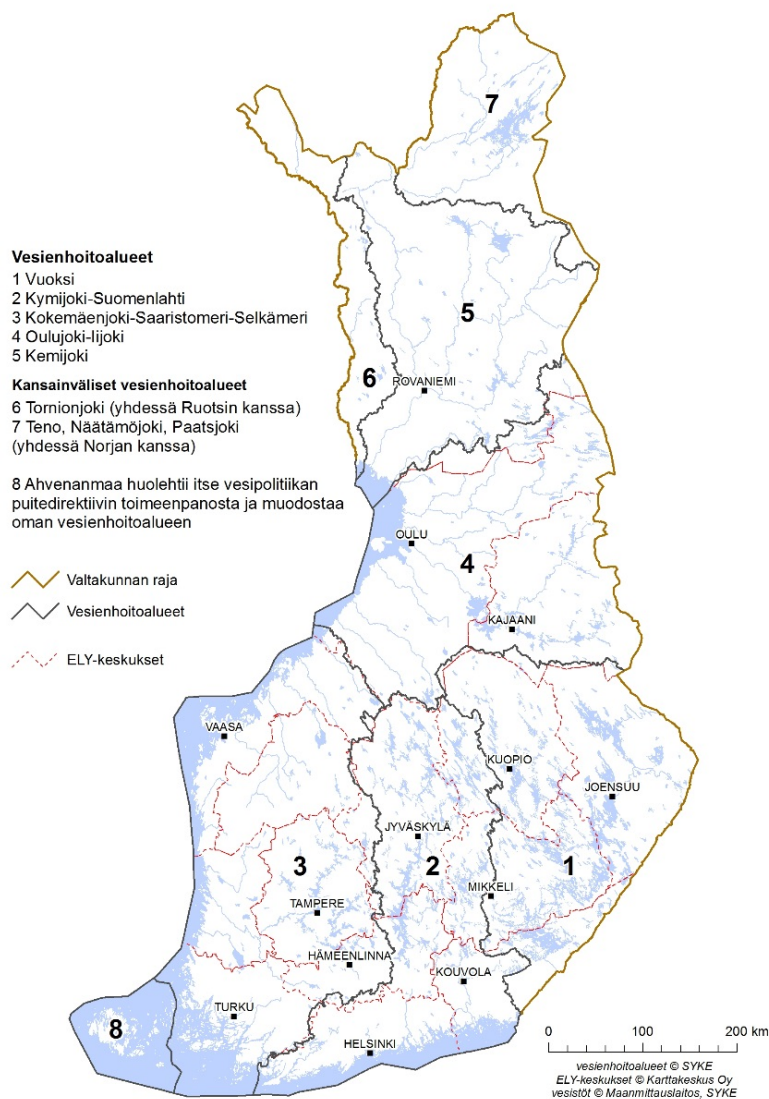 7
Vesienhoitoalueet
1 Vuoksi
2 Kymijoki-Suomenlahti
3 Kokemäenjoki-Saaristomeri-Selkämeri
4 Oulujoki-Iijoki
5 Kemijoki
Kansainväliset vesienhoitoalueet
6 Tornionjoki (yhdessä Ruotsin kanssa)
7 Teno, Näätämöjoki, Paatsjoki
(yhdessä Norjan kanssa)
8 Ahvenanmaa huolehtii itse vesipolitiikan
puitedirektiivin toimeenpanosta ja muodostaa
oman vesienhoitoalueen
Valtakunnan raja
Vesienhoitoalueet
ELY-keskukset
5
6
ROVANIEMI
OULU
4
KAJAANI
VAASA
KUOPIO
JOENSUU
JYVÄSKYLÄ
3
2
1
MIKKELI
TAMPERE
HÄMEENLINNA
KOUVOLA
TURKU
8
HELSINKI
0 100 200 km
vesienhoitoalueet © SYKE
ELY-keskukset © Karttakeskus Oy
vesistöt © Maanmittauslaitos, SYKE